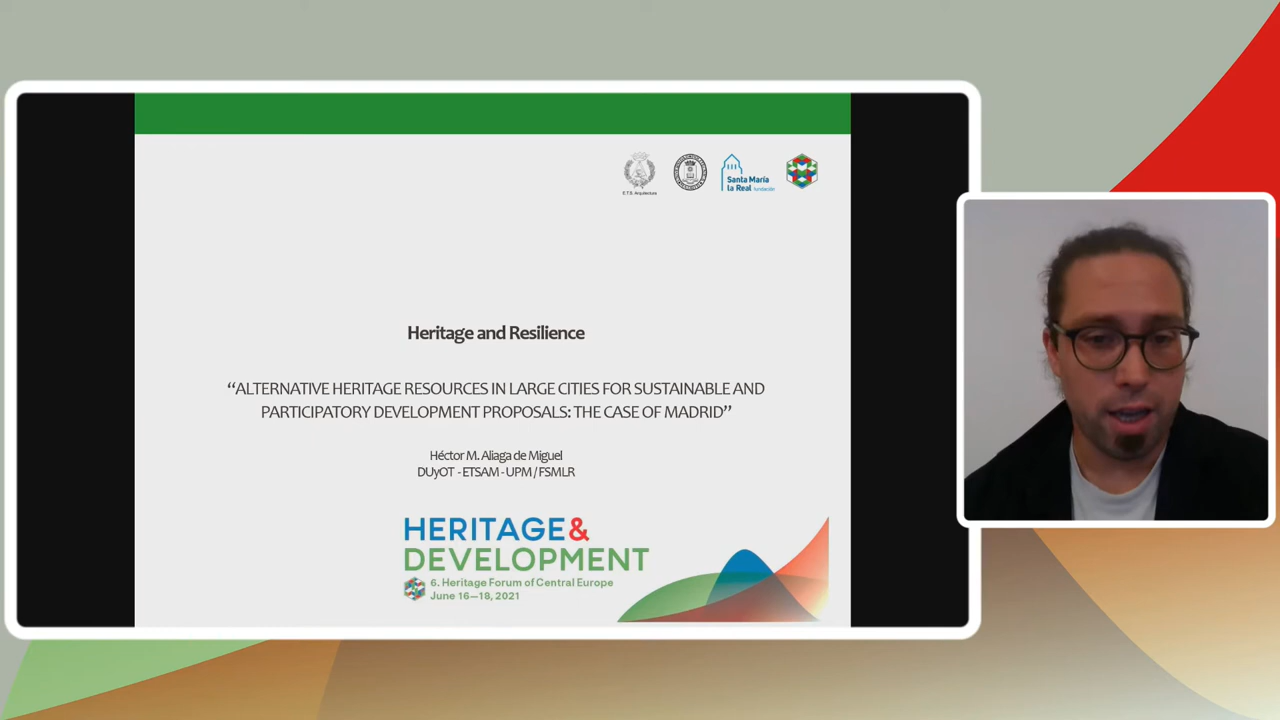 E.T.S. Arquitectura
Santa María
la Real fundación
Heritage and Resilience
“ALTERNATIVE HERITAGE RESOURCES IN LARGE CITIES FOR SUSTAINABLE AND
PARTICIPATORY DEVELOPMENT PROPOSALS: THE CASE OF MADRID”
Héctor M. Aliaga de Miguel
DUyOT - ETSAM - UPM / FSMLR
HERITAGE&
DEVELOPMENT
6. Heritage Forum of Central Europe
June 16—18, 2021